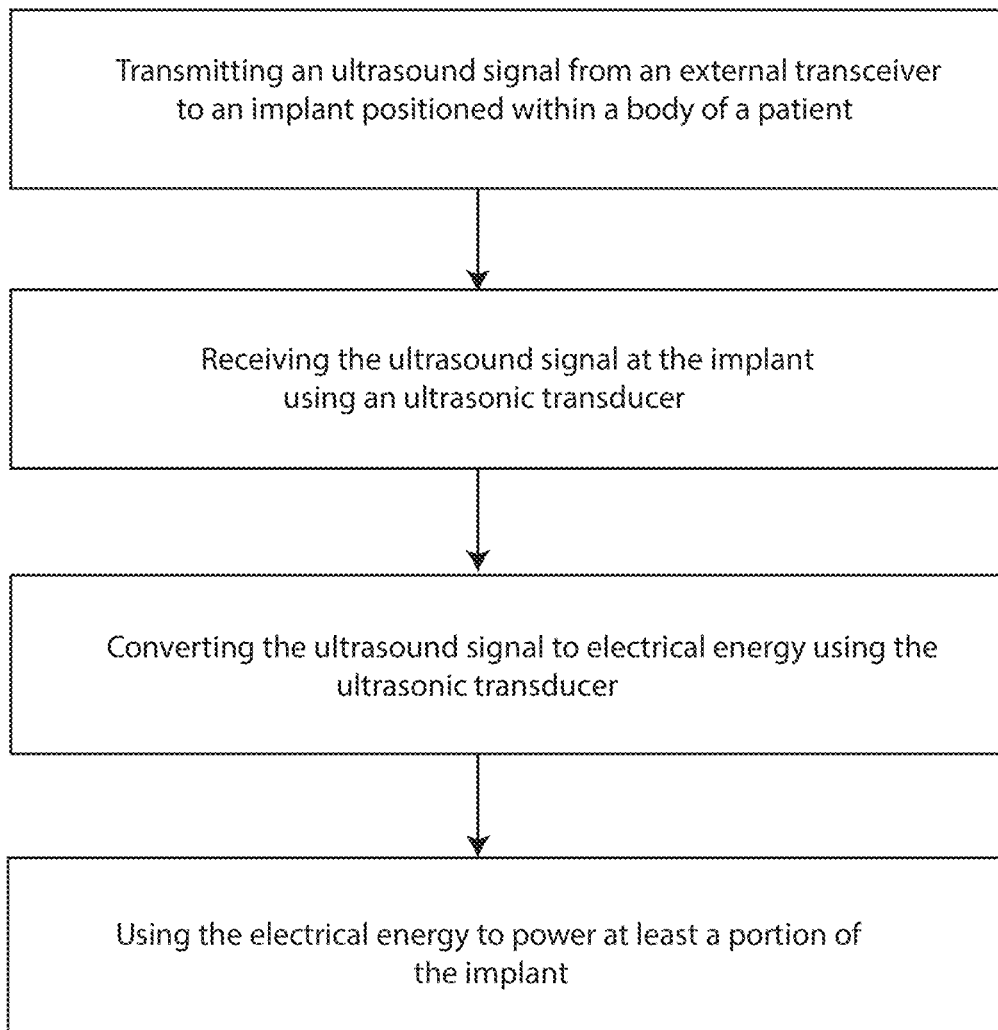 Transmitting an ultrasound signal from an external transceiver
to an implant positioned within a body of a patient
Receiving the ultrasound signal at the implant
using an ultrasonic transducer
Converting the ultrasound signal to electrical energy using the
ultrasonic transducer
Using the electrical energy to power at least a portion of
the implant